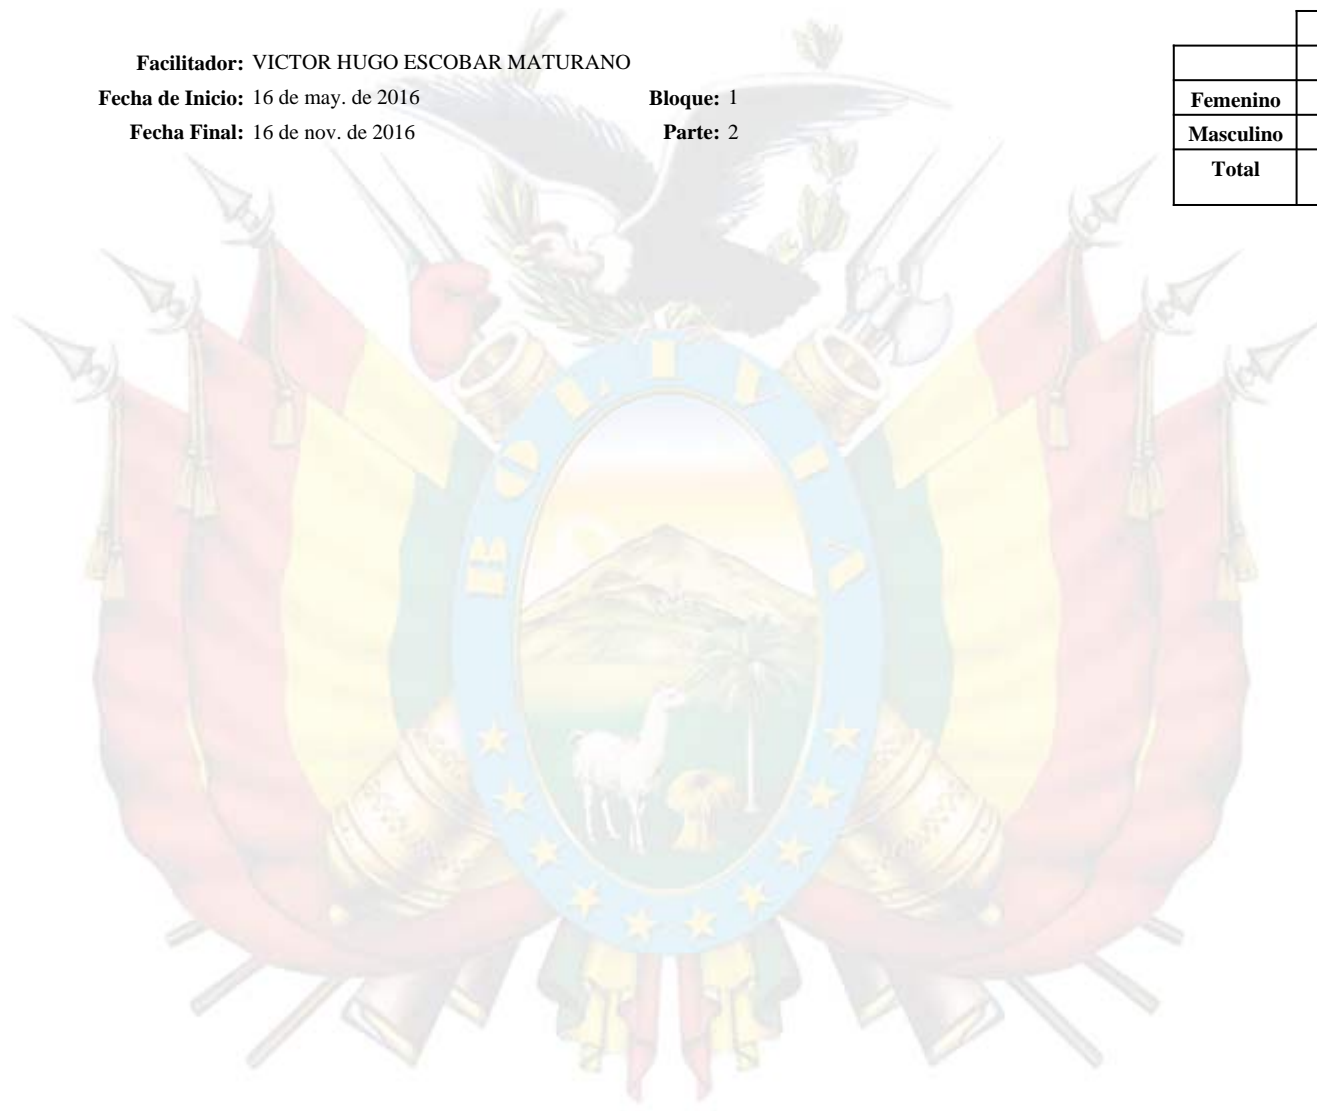 Facilitador: VICTOR HUGO ESCOBAR MATURANO
Fecha de Inicio: 16 de may. de 2016 Bloque: 1
Fecha Final: 16 de nov. de 2016 Parte: 2
Femenino
Masculino
Total
BOLIVIA